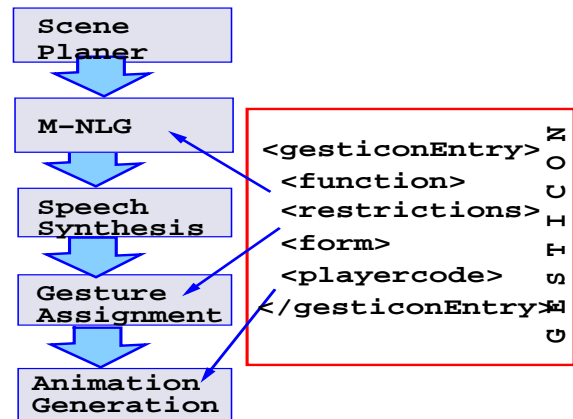 Scene
Planer
M-NLG
Speech
Synthesis
Gesture
Assignment
Animation
Generation
<gesticonEntry>
<function>
<restrictions>
<form>
<playercode>
</gesticonEntry>
GESTICON